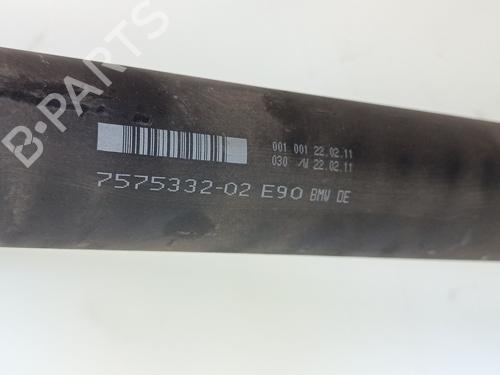 B-PARTS
001 001 22.02.11
030 /W 22.02.11
7575332-02 E90 BMW DE